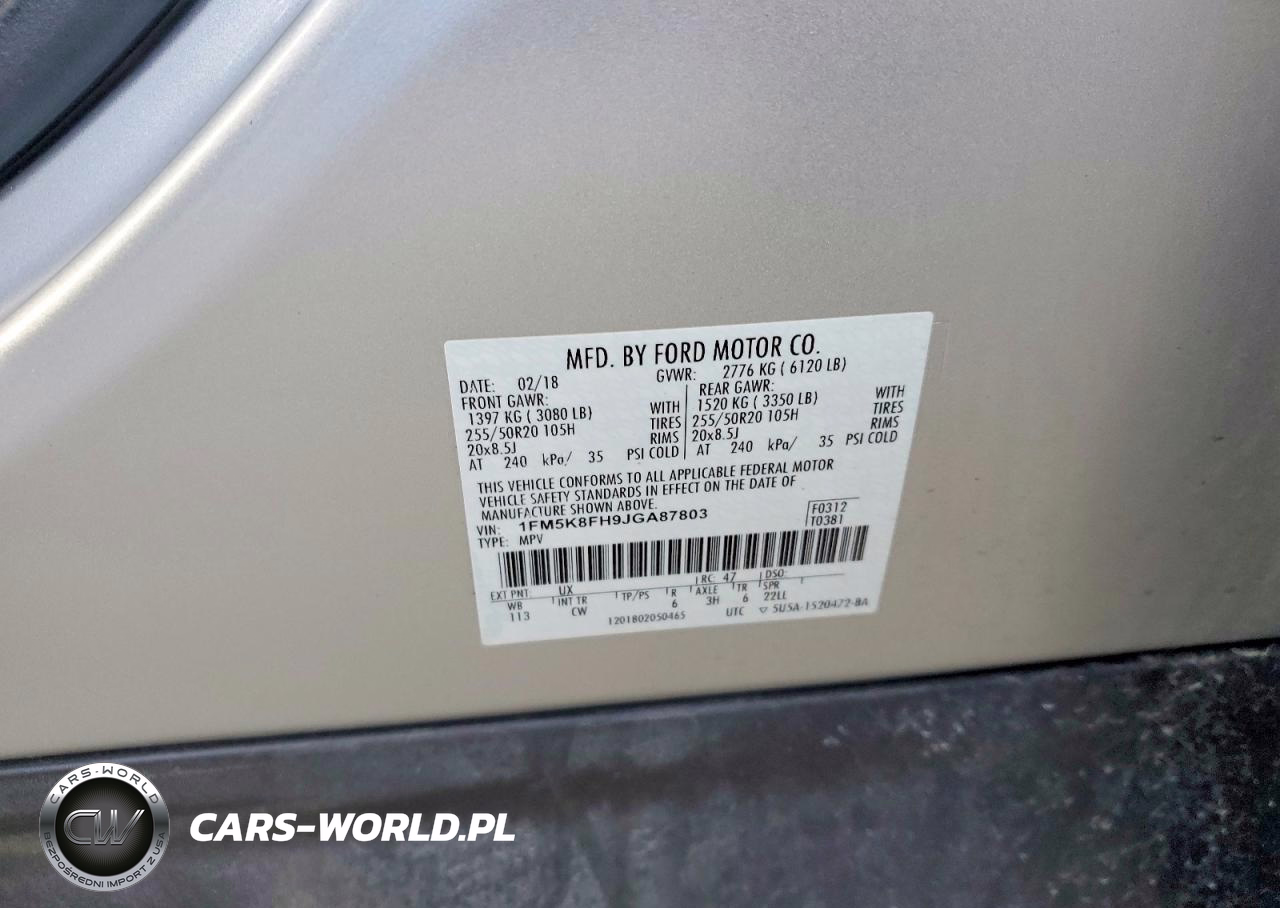 MFD. BY FORD MOTOR CO.
DATE: 02/18 GVWR: 2776 KG ( 6120 LB)
FRONT GAWR: REAR GAWR:
1397 KG ( 3080 LB) WITH 1520 KG ( 3350 LB) WITH
255/50R20 105H TIRES 255/50R20 105H TIRES
20x8.5J RIMS 20x8.5J RIMS
AT 240 kPa/ 35 PSI COLD AT 240 kPa/ 35 PSI COLD
THIS VEHICLE CONFORMS TO ALL APPLICABLE FEDERAL MOTOR
VEHICLE SAFETY STANDARDS IN EFFECT ON THE DATE OF
MANUFACTURE SHOWN ABOVE.
VIN: 1FM5K8FH9JGA87803 F0312
TYPE: MPV T0381
EXT PNT: UX RC: 47 DSO:
WB INT TR TP/PS R AXLE TR SPR
113 CW 6 3H 6 22LL
1201802050465 UTC ▽ 5U5A-1520472-BA
CARS-WORLD
CW
BEZPOŚREDNI IMPORT Z USA
CARS-WORLD.PL